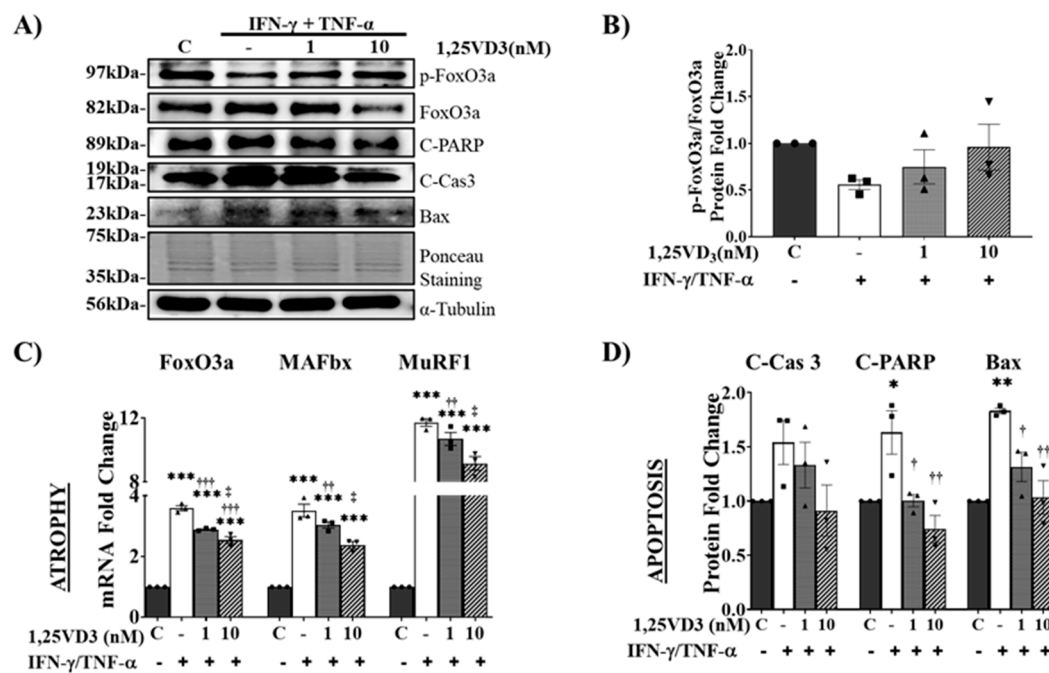 A)
IFN-γ + TNF-α
C - 1 10 1,25VD3(nM)
97kDa- p-FoxO3a
82kDa- FoxO3a
89kDa- C-PARP
19kDa-
17kDa- C-Cas3
23kDa- Bax
75kDa-
Ponceau
35kDa- Staining
56kDa- α-Tubulin
B)
p-FoxO3a/FoxO3a
Protein Fold Change
2.0
1.5
1.0
0.5
0.0
1,25VD₃(nM) C - 1 10
IFN-γ/TNF-α - + + +
C)
FoxO3a MAFbx MuRF1
ATROPHY
mRNA Fold Change
12
8
4
2
0
*** ††† *** ‡ ††† ***
*** †† *** ‡ ***
*** †† *** ‡ ***
1,25VD3 (nM) C - 1 10 C - 1 10 C - 1 10
IFN-γ/TNF-α - + + + - + + + - + + +
D)
C-Cas 3 C-PARP Bax
APOPTOSIS
Protein Fold Change
2.0
1.5
1.0
0.5
0.0
* † ††
** † ††
1,25VD3 (nM) C - 1 10 C - 1 10 C - 1 10
IFN-γ/TNF-α - + + + - + + + - + + +